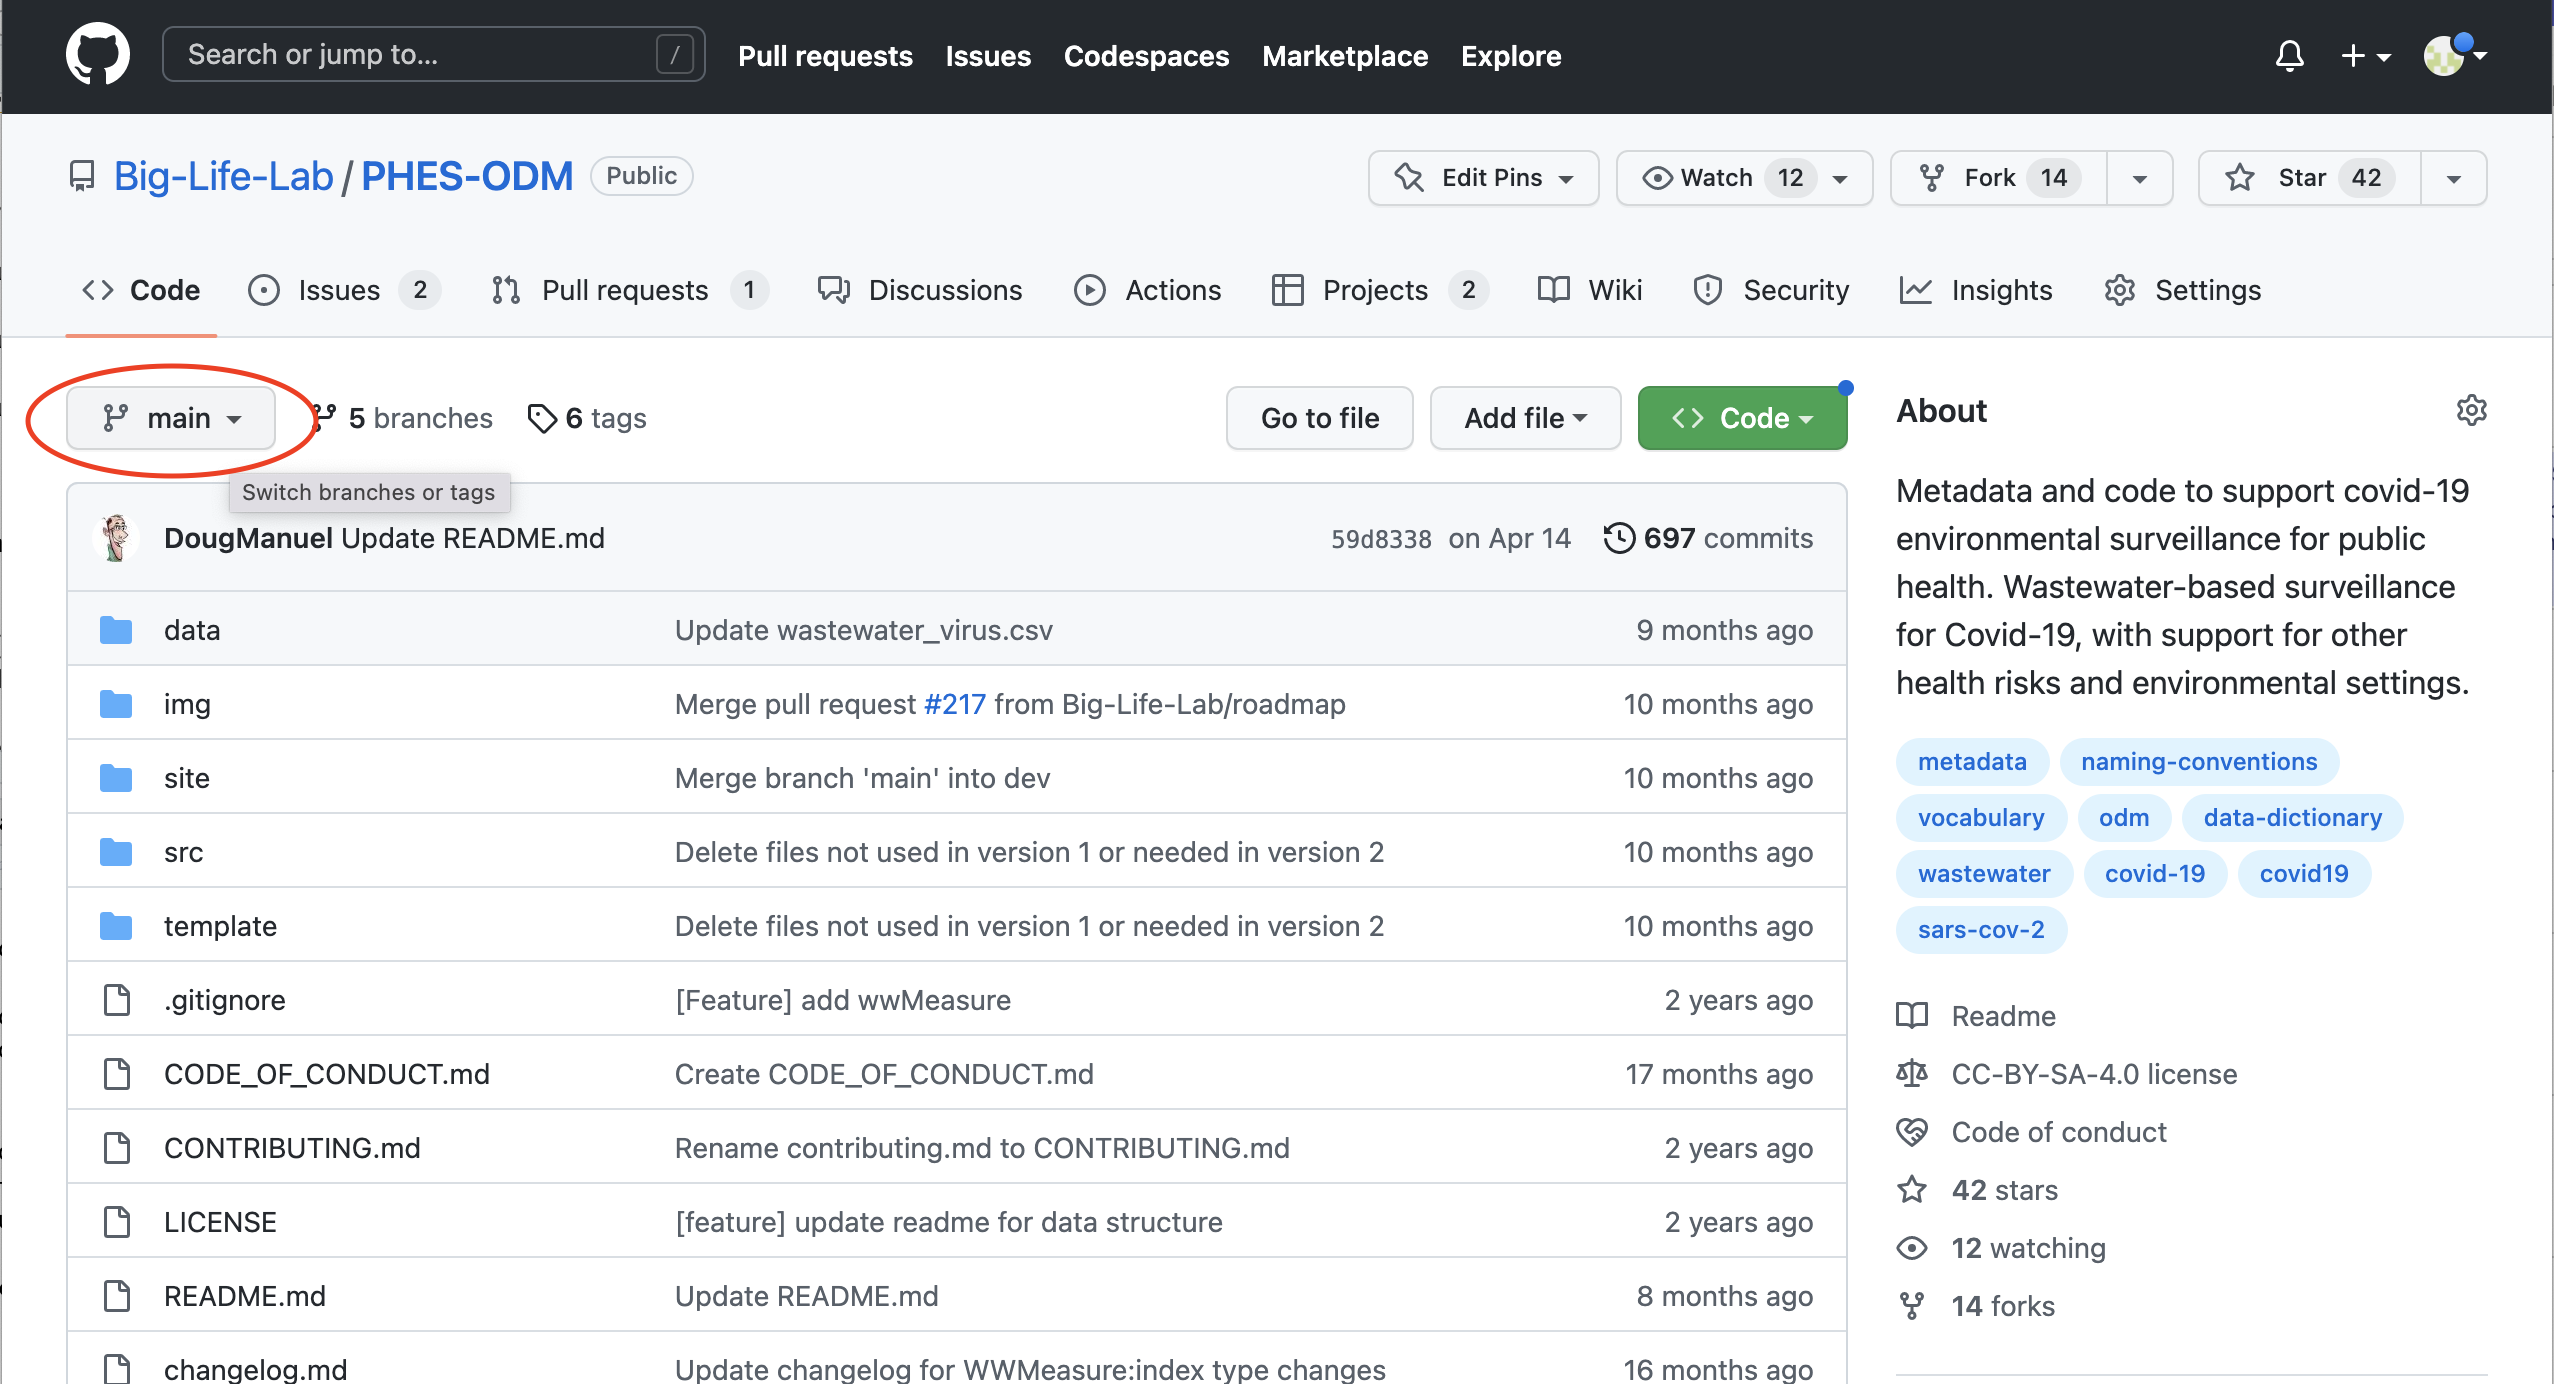 Search or jump to... / Pull requests Issues Codespaces Marketplace Explore
Big-Life-Lab / PHES-ODM Public Edit Pins Watch 12 Fork 14 Star 42
Code Issues 2 Pull requests 1 Discussions Actions Projects 2 Wiki Security Insights Settings
main 5 branches 6 tags Go to file Add file Code
Switch branches or tags
DougManuel Update README.md 59d8338 on Apr 14 697 commits
data Update wastewater_virus.csv 9 months ago
img Merge pull request #217 from Big-Life-Lab/roadmap 10 months ago
site Merge branch 'main' into dev 10 months ago
src Delete files not used in version 1 or needed in version 2 10 months ago
template Delete files not used in version 1 or needed in version 2 10 months ago
.gitignore [Feature] add wwMeasure 2 years ago
CODE_OF_CONDUCT.md Create CODE_OF_CONDUCT.md 17 months ago
CONTRIBUTING.md Rename contributing.md to CONTRIBUTING.md 2 years ago
LICENSE [feature] update readme for data structure 2 years ago
README.md Update README.md 8 months ago
changelog.md Update changelog for WWMeasure:index type changes 16 months ago
About
Metadata and code to support covid-19
environmental surveillance for public
health. Wastewater-based surveillance
for Covid-19, with support for other
health risks and environmental settings.
metadata naming-conventions
vocabulary odm data-dictionary
wastewater covid-19 covid19
sars-cov-2
Readme
CC-BY-SA-4.0 license
Code of conduct
42 stars
12 watching
14 forks